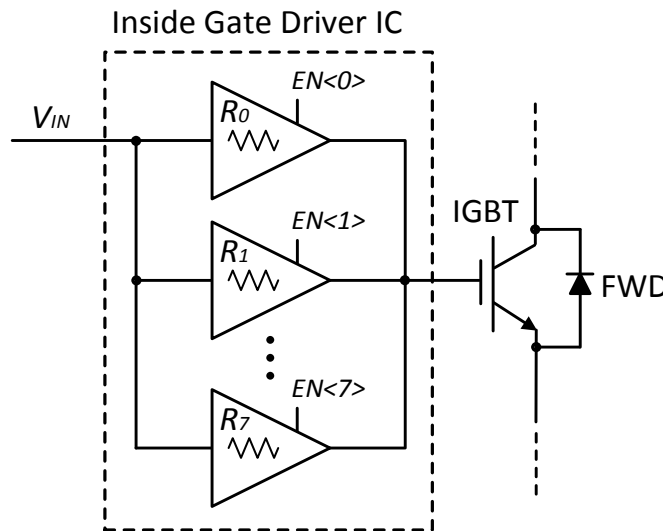 Inside Gate Driver IC
EN<0>
VIN
R0
EN<1>
IGBT
R1
FWD
EN<7>
R7